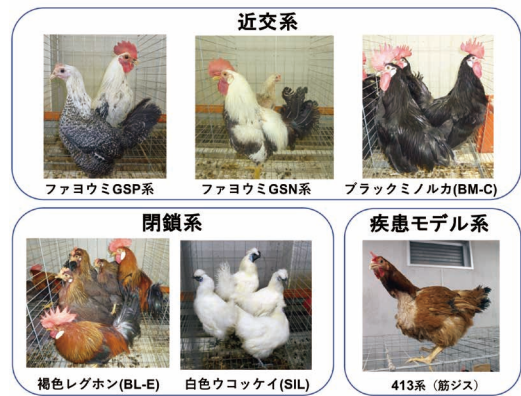 近交系
ファヨウミGSP系
ファヨウミGSN系
ブラックミノルカ(BM-C)
閉鎖系
褐色レグホン(BL-E)
白色ウコッケイ(SIL)
疾患モデル系
413系（筋ジス）